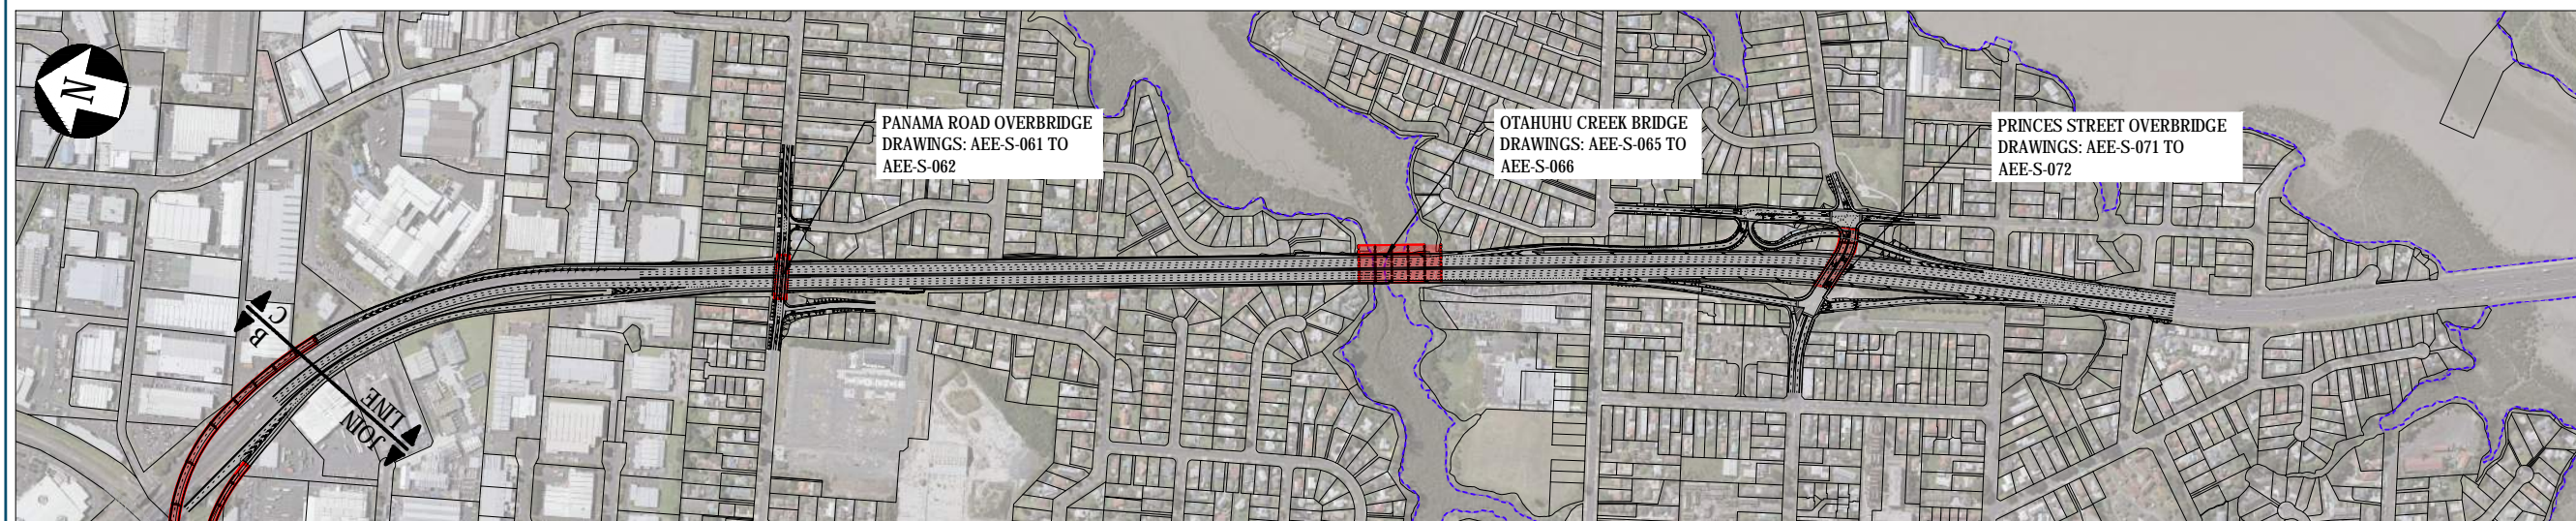 N
PANAMA ROAD OVERBRIDGE
DRAWINGS: AEE-S-061 TO
AEE-S-062
OTAHUHU CREEK BRIDGE
DRAWINGS: AEE-S-065 TO
AEE-S-066
PRINCES STREET OVERBRIDGE
DRAWINGS: AEE-S-071 TO
AEE-S-072
B C
JOIN
LINE